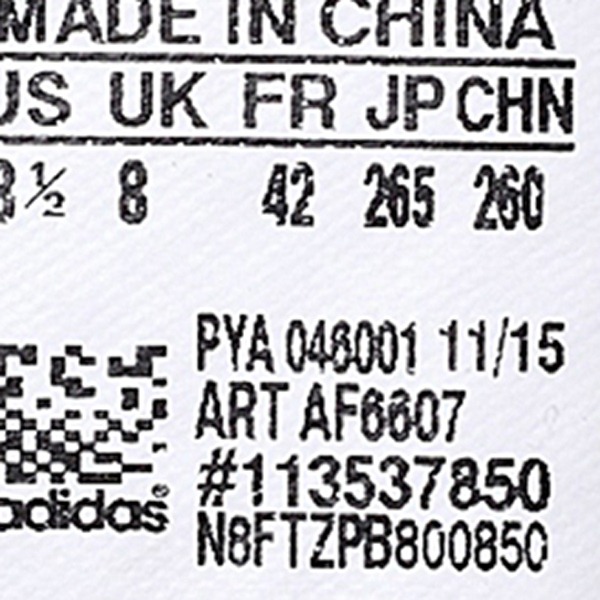 MADE IN CHINA
US UK FR JP CHN
8½ 8 42 265 260
PYA 046001 11/15
ART AF6607
#113537850
adidas®
N8FTZPB800850